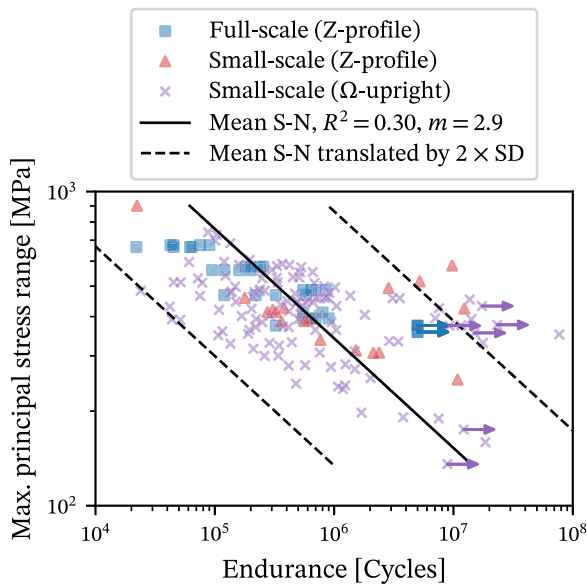 Full-scale (Z-profile)
Small-scale (Z-profile)
Small-scale (Ω-upright)
Mean S-N, R² = 0.30, m = 2.9
Mean S-N translated by 2 × SD
Max. principal stress range [MPa]
10³
10²
10⁴ 10⁵ 10⁶ 10⁷ 10⁸
Endurance [Cycles]